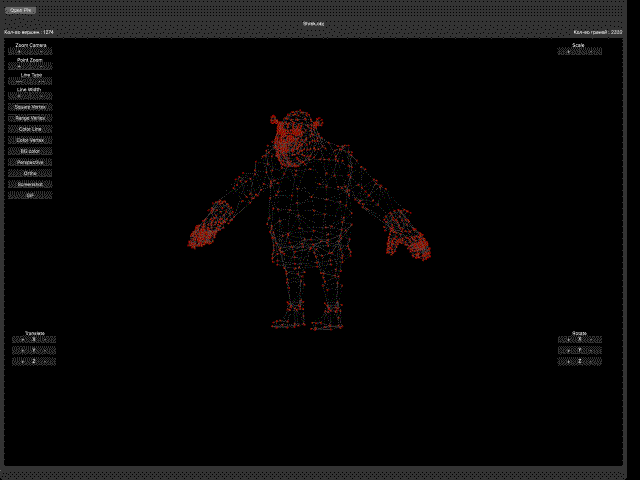 Open File
Shrek.obj
Кол-во вершин : 1274
Кол-во граней : 2333
Zoom Camera
Scale
Point Zoom
Line Type
Line Width
Square Vertex
Range Vertex
Color Line
Color Vertex
BG color
Perspective
Ortho
Screenshot
GIF
Translate
Rotate
X
X
Y
Y
Z
Z